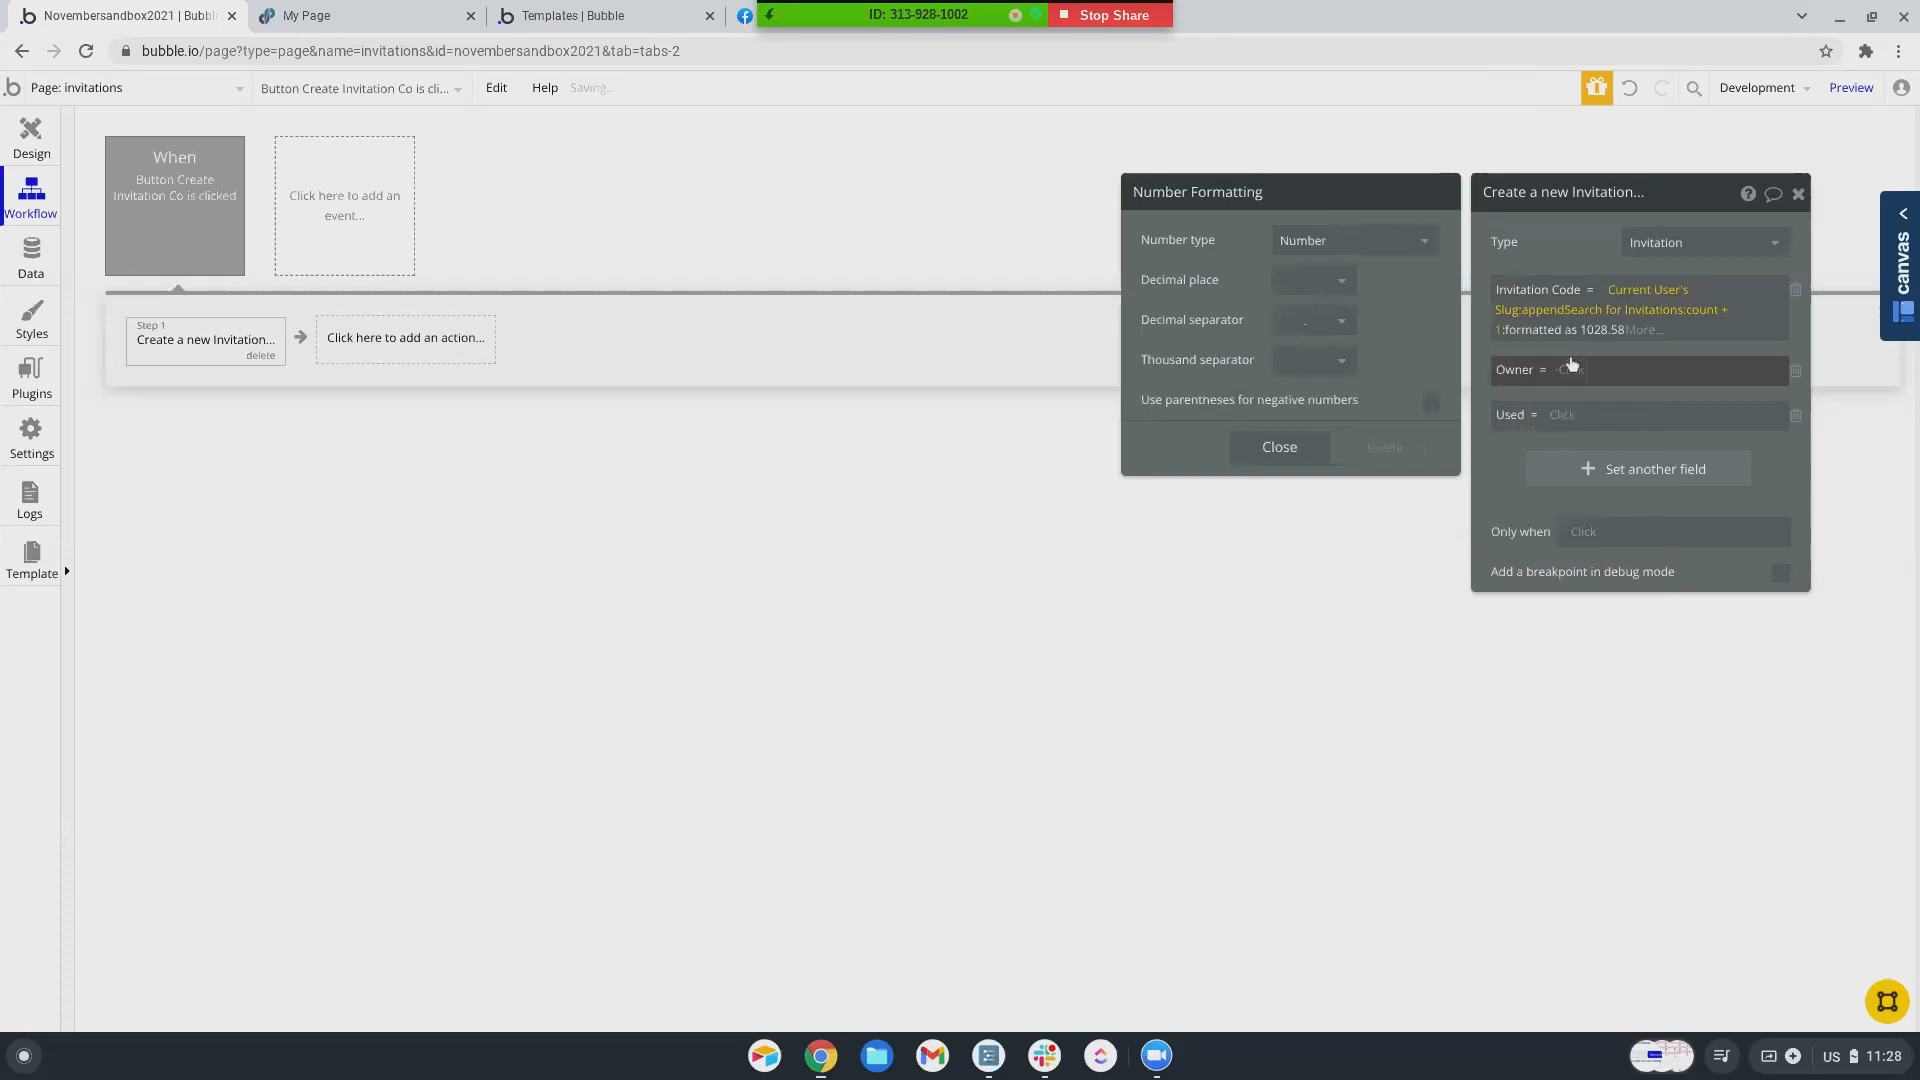 Novembersandbox2021 | Bubbl
My Page
Templates | Bubble
ID: 313-928-1002
Stop Share
bubble.io/page?type=page&name=invitations&id=novembersandbox2021&tab=tabs-2
Page: invitations
Button Create Invitation Co is cli...
Edit
Help
Saving...
Development
Preview
Design
Workflow
Data
Styles
Plugins
Settings
Logs
Template
When
Button Create
Invitation Co is clicked
Click here to add an
event...
Step 1
Create a new Invitation...
delete
Click here to add an action...
Number Formatting
Number type
Number
Decimal place
Decimal separator
.
Thousand separator
Use parentheses for negative numbers
Close
Delete
Create a new Invitation...
Type
Invitation
Invitation Code = Current User's
Slug:appendSearch for Invitations:count +
1:formatted as 1028.58More...
Owner = Click
Used = Click
Set another field
Only when
Click
Add a breakpoint in debug mode
canvas
US
11:28